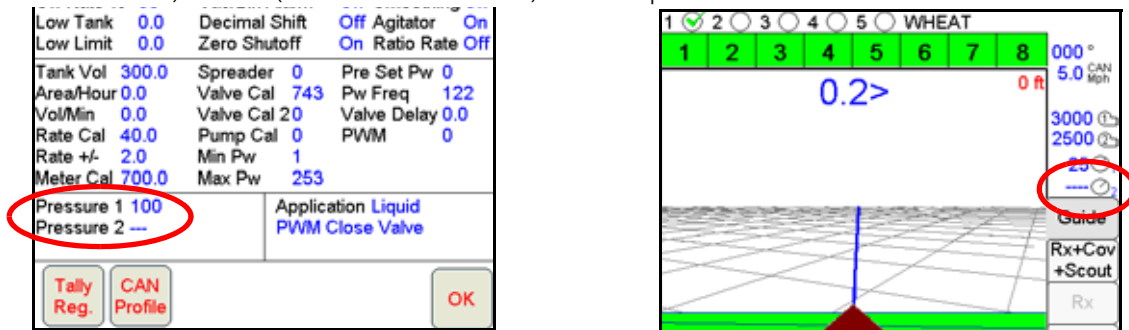 Low Tank 0.0 Decimal Shift Off Agitator On
Low Limit 0.0 Zero Shutoff On Ratio Rate Off
Tank Vol 300.0 Spreader 0 Pre Set Pw 0
Area/Hour 0.0 Valve Cal 743 Pw Freq 122
Vol/Min 0.0 Valve Cal 2 0 Valve Delay 0.0
Rate Cal 40.0 Pump Cal 0 PWM 0
Rate +/- 2.0 Min Pw 1
Meter Cal 700.0 Max Pw 253
Pressure 1 100 Application Liquid
Pressure 2 --- PWM Close Valve
Tally Reg.
CAN Profile
OK
1 2 3 4 5 WHEAT
1 2 3 4 5 6 7 8
000 °
5.0 CAN Mph
0.2>
0 ft
3000 1
2500 2
25 1
---- 2
Guide
Rx+Cov
+Scout
Rx